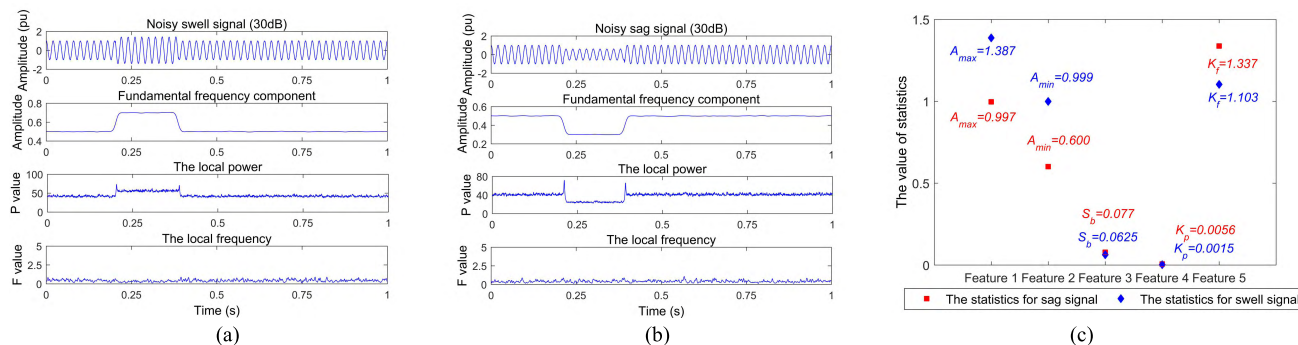 Noisy swell signal (30dB)
Amplitude (pu)
2
0
-2
0
0.25
0.5
0.75
1
Fundamental frequency component
Amplitude
0.8
0.6
0.4
0
0.25
0.5
0.75
1
The local power
P value
100
50
0
0
0.25
0.5
0.75
1
The local frequency
F value
5
2.5
0
0
0.25
0.5
0.75
1
Time (s)
(a)
Noisy sag signal (30dB)
Amplitude (pu)
2
0
-2
0
0.25
0.5
0.75
1
Fundamental frequency component
Amplitude
0.6
0.4
0.2
0
0.25
0.5
0.75
1
The local power
P value
80
40
0
0
0.25
0.5
0.75
1
The local frequency
F value
5
2.5
0
0
0.25
0.5
0.75
1
Time (s)
(b)
The value of statistics
1.5
1
0.5
0
A_max=1.387
A_max=0.997
A_min=0.999
A_min=0.600
S_b=0.077
S_b=0.0625
K_p=0.0056
K_p=0.0015
K_f=1.337
K_f=1.103
Feature 1 Feature 2 Feature 3 Feature 4 Feature 5
The statistics for sag signal
The statistics for swell signal
(c)